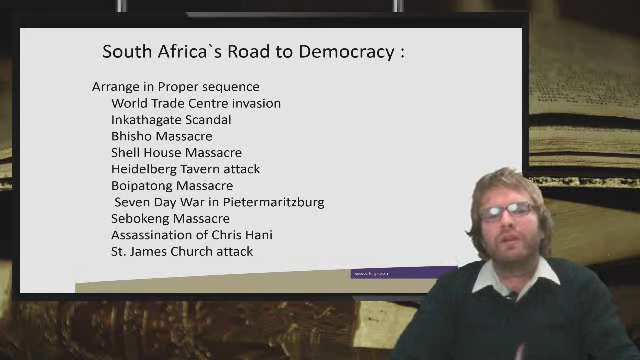 South Africa`s Road to Democracy :
Arrange in Proper sequence
World Trade Centre invasion
Inkathagate Scandal
Bhisho Massacre
Shell House Massacre
Heidelberg Tavern attack
Boipatong Massacre
Seven Day War in Pietermaritzburg
Sebokeng Massacre
Assassination of Chris Hani
St. James Church attack